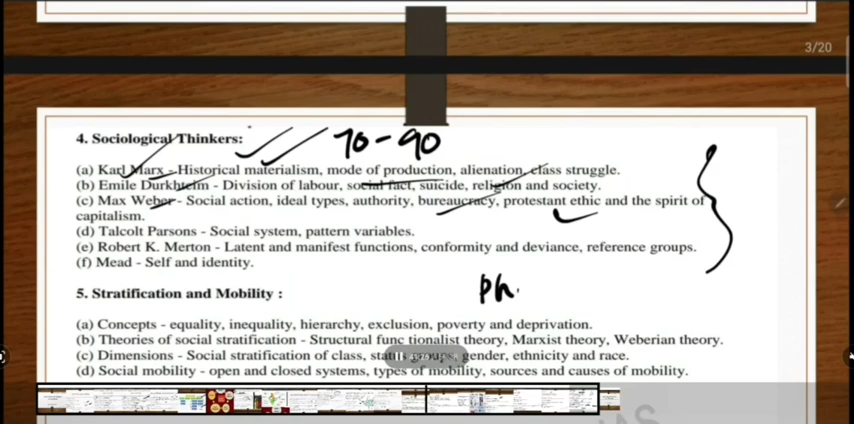 3/20
4. Sociological Thinkers:
70-90
(a) Karl Marx - Historical materialism, mode of production, alienation, class struggle.
(b) Emile Durkhteim - Division of labour, social fact, suicide, religion and society.
(c) Max Weber - Social action, ideal types, authority, bureaucracy, protestant ethic and the spirit of
capitalism.
(d) Talcolt Parsons - Social system, pattern variables.
(e) Robert K. Merton - Latent and manifest functions, conformity and deviance, reference groups.
(f) Mead - Self and identity.
Ph.
5. Stratification and Mobility :
(a) Concepts - equality, inequality, hierarchy, exclusion, poverty and deprivation.
(b) Theories of social stratification - Structural func tionalist theory, Marxist theory, Weberian theory.
(c) Dimensions - Social stratification of class, status groups, gender, ethnicity and race.
(d) Social mobility - open and closed systems, types of mobility, sources and causes of mobility.